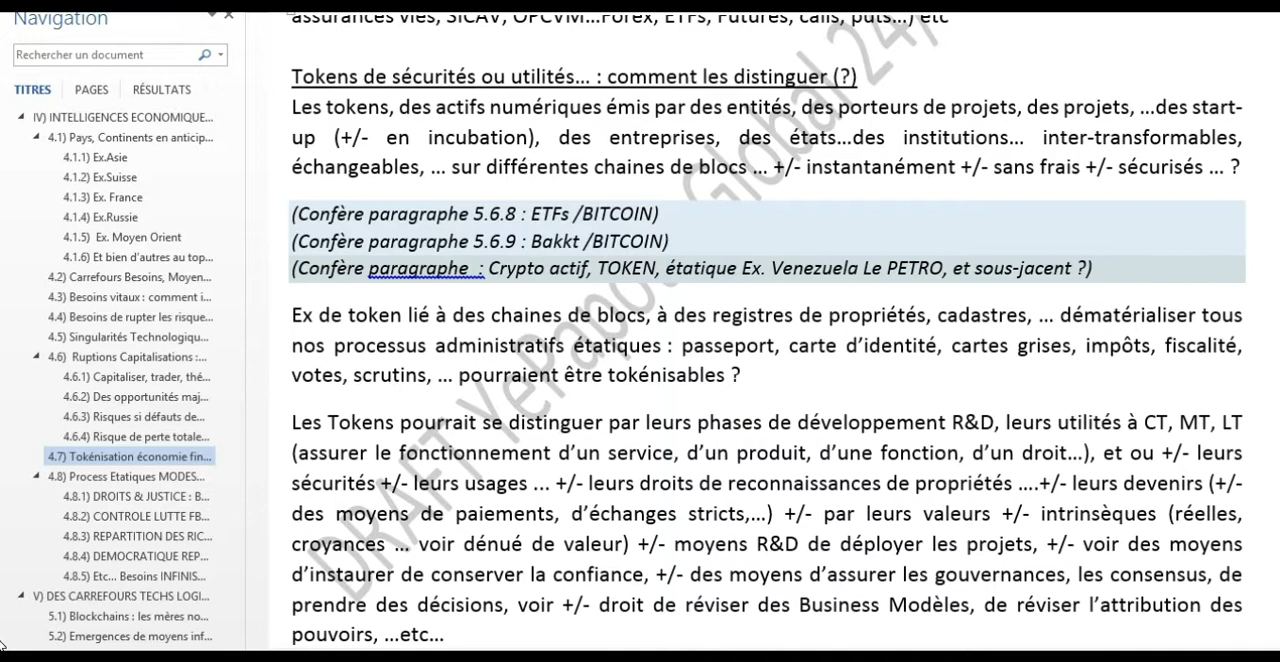 Navigation
Rechercher un document
TITRES PAGES RÉSULTATS
IV) INTELLIGENCES ECONOMIQUE...
4.1) Pays, Continents en anticip...
4.1.1) Ex.Asie
4.1.2) Ex.Suisse
4.1.3) Ex. France
4.1.4) Ex.Russie
4.1.5) Ex. Moyen Orient
4.1.6) Et bien d'autres au top...
4.2) Carrefours Besoins, Moyen...
4.3) Besoins vitaux : comment i...
4.4) Besoins de rupter les risque...
4.5) Singularités Technologiqu...
4.6) Ruptions Capitalisations :...
4.6.1) Capitaliser, trader, thé...
4.6.2) Des opportunités maj...
4.6.3) Risques si défauts de...
4.6.4) Risque de perte totale...
4.7) Tokénisation économie fin...
4.8) Process Etatiques MODES...
4.8.1) DROITS & JUSTICE : B...
4.8.2) CONTROLE LUTTE FB...
4.8.3) REPARTITION DES RIC...
4.8.4) DEMOCRATIQUE REP...
4.8.5) Etc... Besoins INFINIS...
V) DES CARREFOURS TECHS LOGI...
5.1) Blockchains : les mères no...
5.2) Emergences de moyens inf...
assurances vies, SICAV, OPCVM...Forex, ETFs, Futures, calls, puts...) etc
Tokens de sécurités ou utilités... : comment les distinguer (?)
Les tokens, des actifs numériques émis par des entités, des porteurs de projets, des projets, ...des start-
up (+/- en incubation), des entreprises, des états...des institutions... inter-transformables,
échangeables, ... sur différentes chaines de blocs ... +/- instantanément +/- sans frais +/- sécurisés ... ?
(Confère paragraphe 5.6.8 : ETFs /BITCOIN)
(Confère paragraphe 5.6.9 : Bakkt /BITCOIN)
(Confère paragraphe : Crypto actif, TOKEN, étatique Ex. Venezuela Le PETRO, et sous-jacent ?)
Ex de token lié à des chaines de blocs, à des registres de propriétés, cadastres, ... dématérialiser tous
nos processus administratifs étatiques : passeport, carte d'identité, cartes grises, impôts, fiscalité,
votes, scrutins, ... pourraient être tokénisables ?
Les Tokens pourrait se distinguer par leurs phases de développement R&D, leurs utilités à CT, MT, LT
(assurer le fonctionnement d'un service, d'un produit, d'une fonction, d'un droit...), et ou +/- leurs
sécurités +/- leurs usages ... +/- leurs droits de reconnaissances de propriétés ....+/- leurs devenirs (+/-
des moyens de paiements, d'échanges stricts,...) +/- par leurs valeurs +/- intrinsèques (réelles,
croyances ... voir dénué de valeur) +/- moyens R&D de déployer les projets, +/- voir des moyens
d'instaurer de conserver la confiance, +/- des moyens d'assurer les gouvernances, les consensus, de
prendre des décisions, voir +/- droit de réviser des Business Modèles, de réviser l'attribution des
pouvoirs, ...etc...
DRAFT YePapou Global 24/